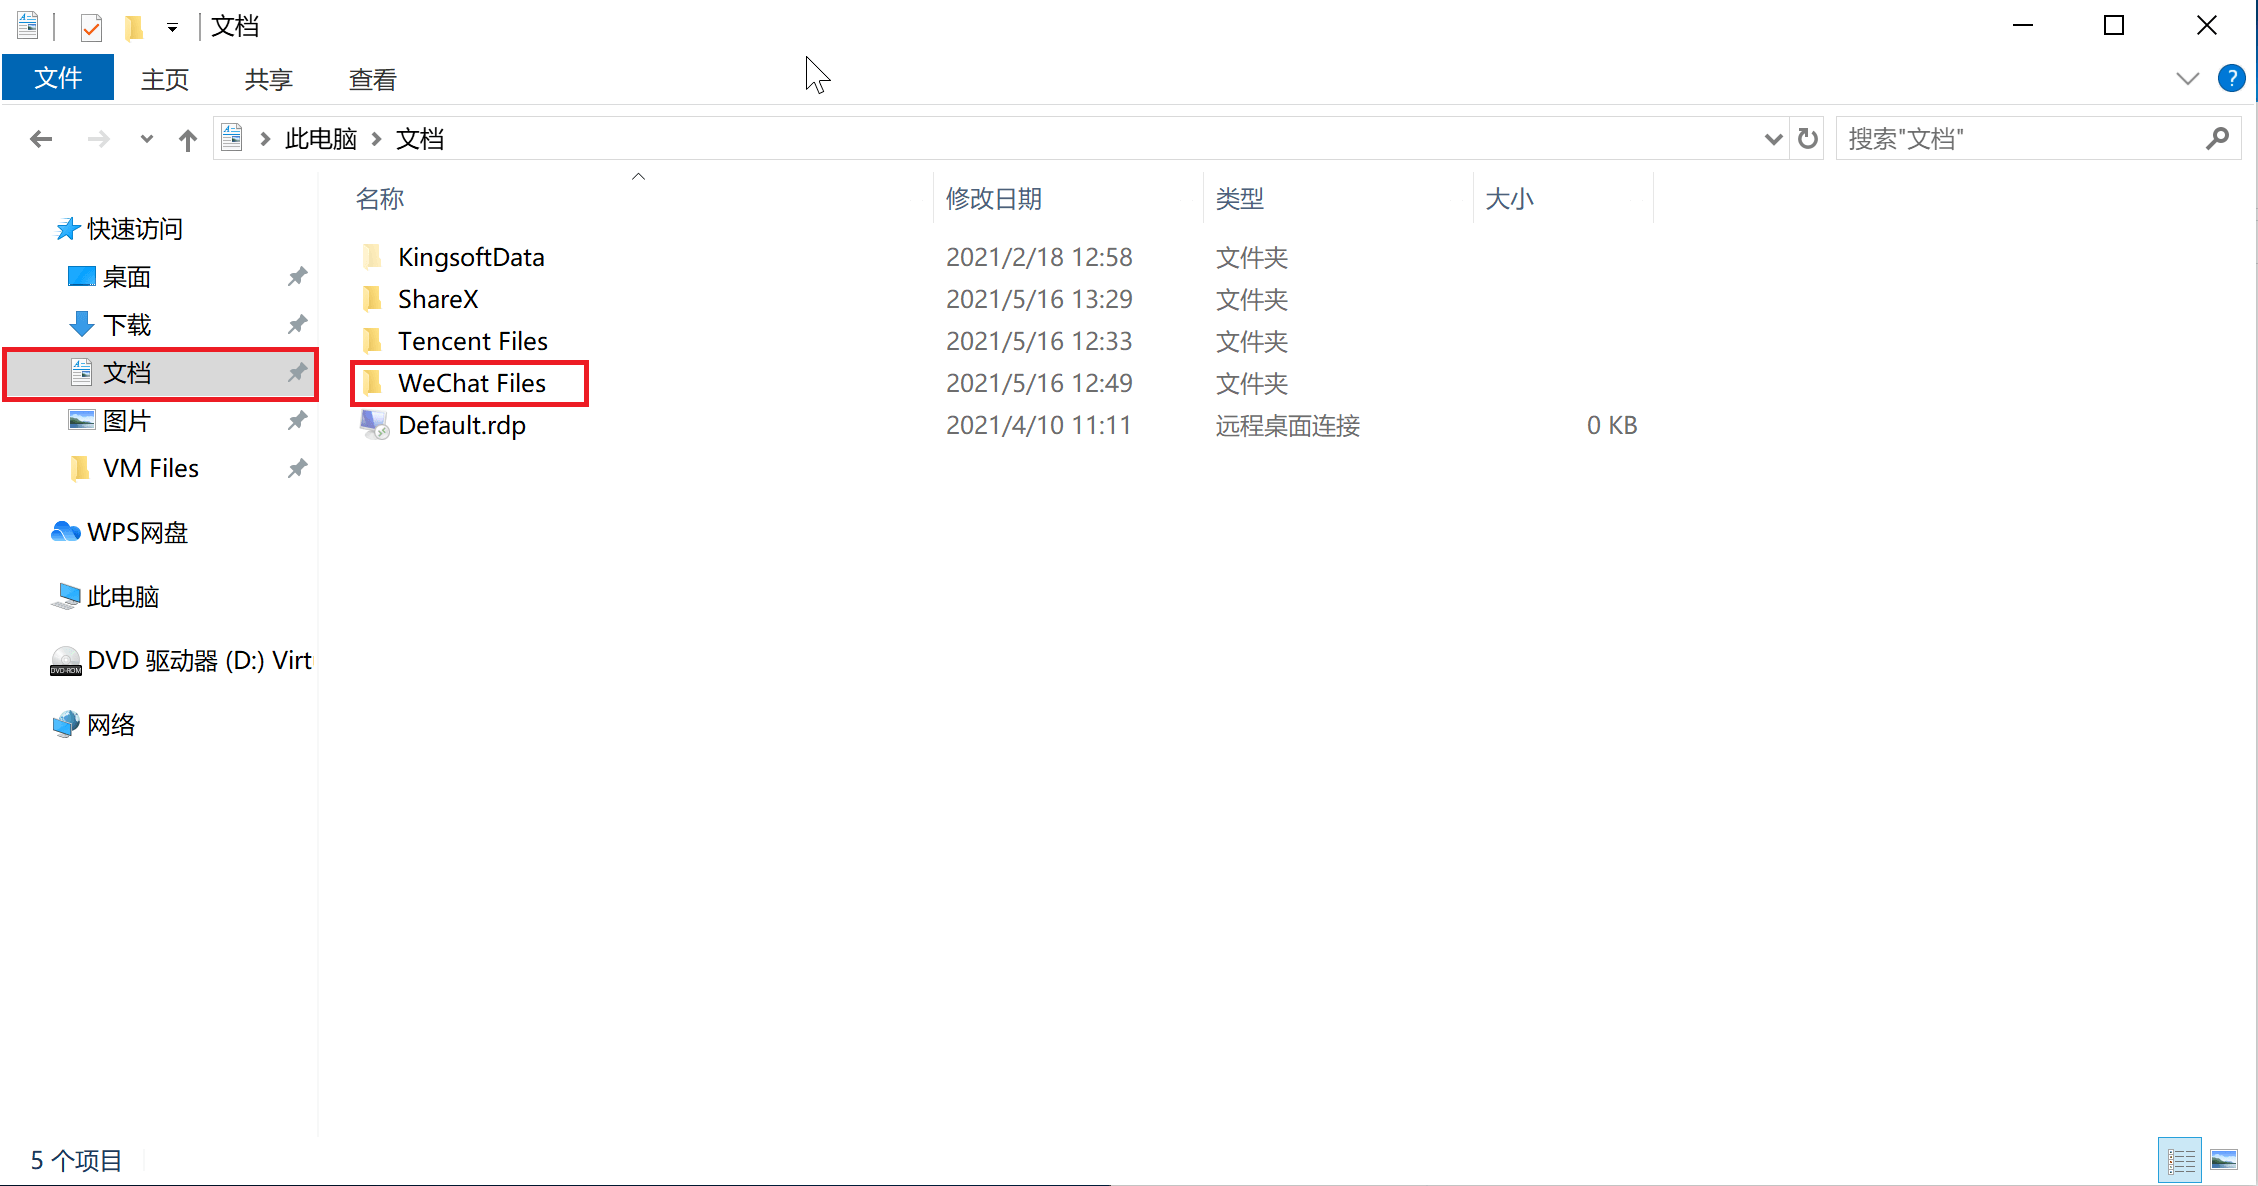 文档
文件 主页 共享 查看
此电脑 文档 搜索"文档"
名称 修改日期 类型 大小
快速访问
桌面
下载
文档
图片
VM Files
WPS网盘
此电脑
DVD 驱动器 (D:) Virt
网络
KingsoftData 2021/2/18 12:58 文件夹
ShareX 2021/5/16 13:29 文件夹
Tencent Files 2021/5/16 12:33 文件夹
WeChat Files 2021/5/16 12:49 文件夹
Default.rdp 2021/4/10 11:11 远程桌面连接 0 KB
5 个项目